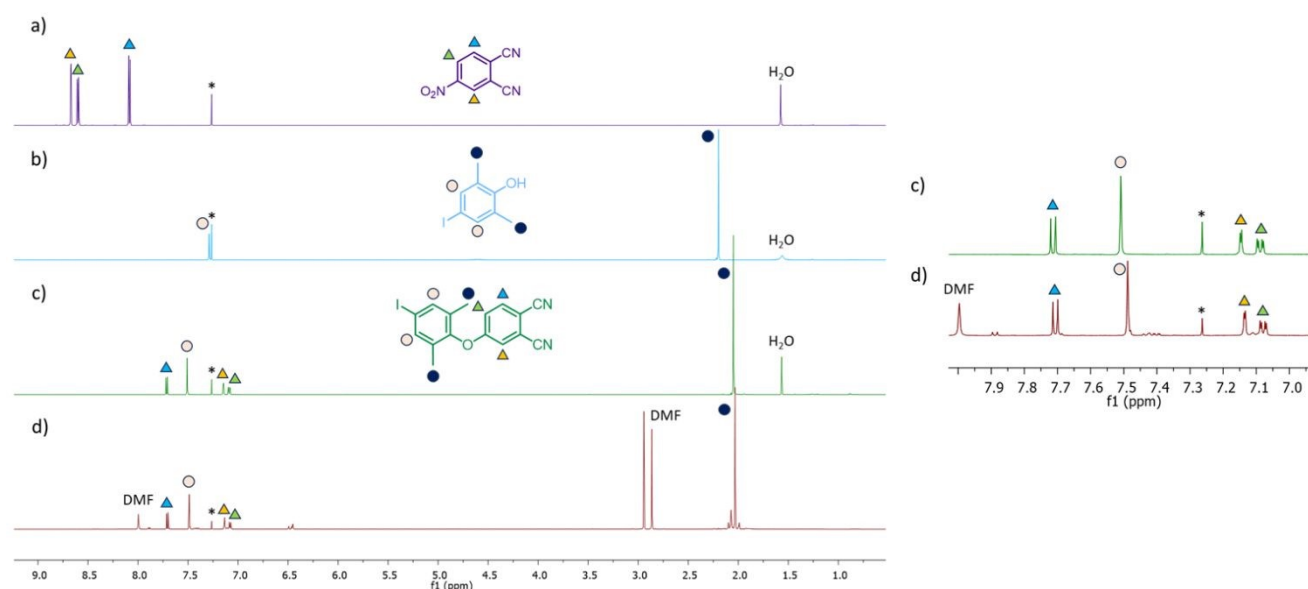 a)
CN
O₂N
CN
*
H₂O
b)
OH
I
*
H₂O
c)
I
CN
O
CN
*
H₂O
d)
DMF
*
DMF
9.0 8.5 8.0 7.5 7.0 6.5 6.0 5.5 5.0 4.5 4.0 3.5 3.0 2.5 2.0 1.5 1.0
f1 (ppm)
c)
*
d)
DMF
*
7.9 7.8 7.7 7.6 7.5 7.4 7.3 7.2 7.1 7.0
f1 (ppm)